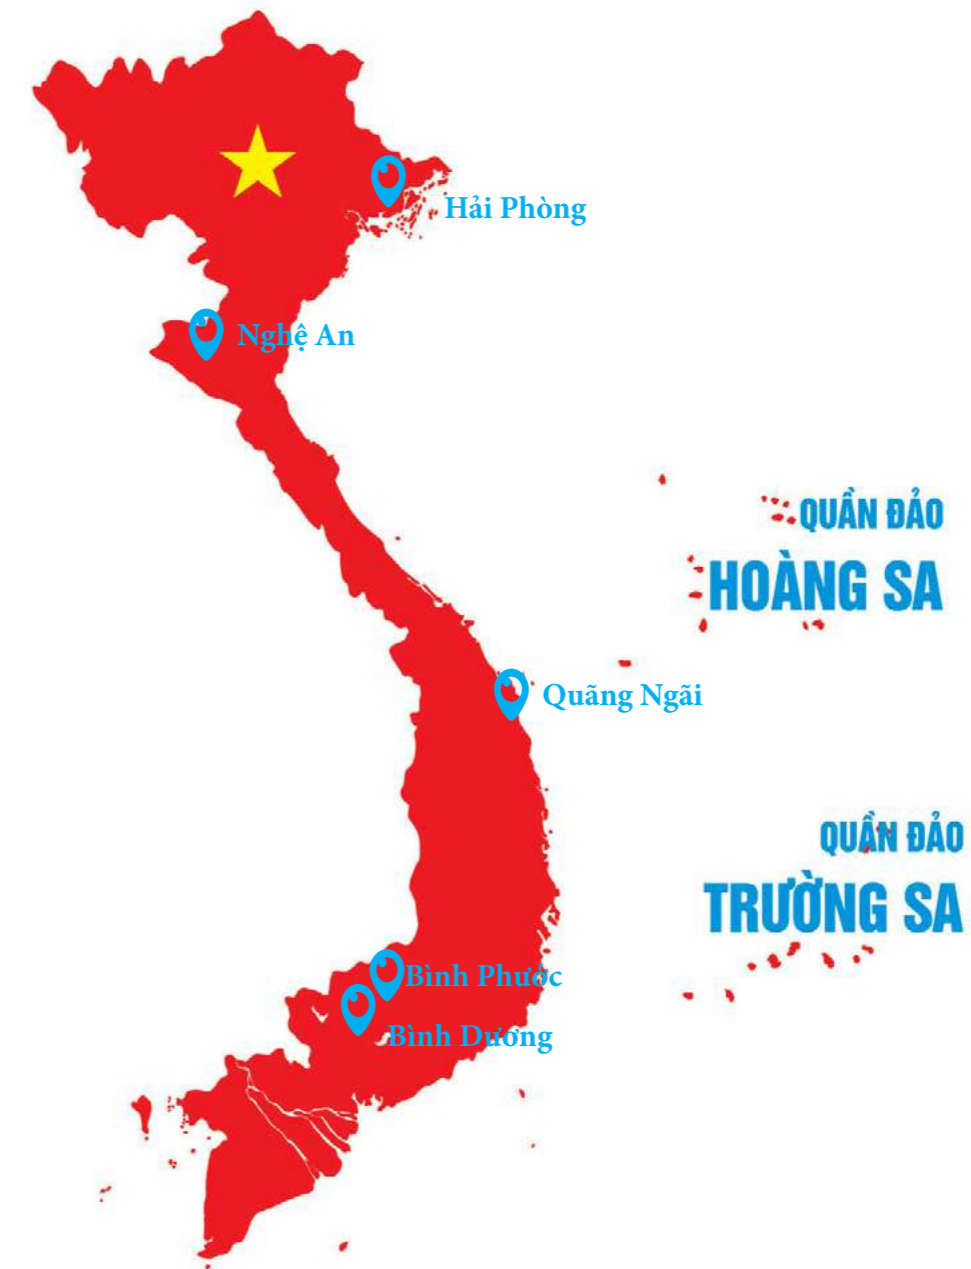 Hải Phòng
Nghệ An
QUẦN ĐẢO
HOÀNG SA
Quãng Ngãi
QUẦN ĐẢO
TRƯỜNG SA
Bình Phước
Bình Dương